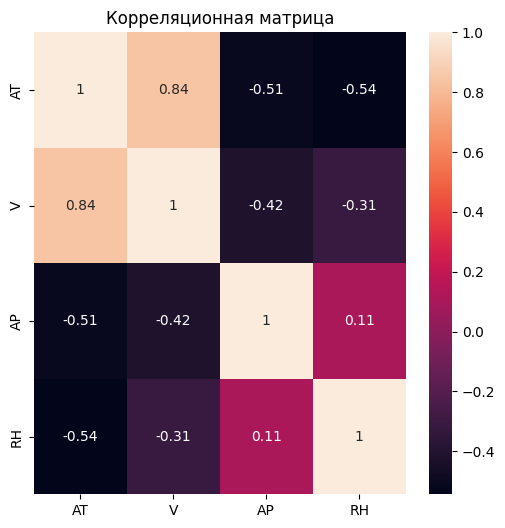 Корреляционная матрица
AT 1 0.84 -0.51 -0.54
V 0.84 1 -0.42 -0.31
AP -0.51 -0.42 1 0.11
RH -0.54 -0.31 0.11 1
AT V AP RH
1.0
0.8
0.6
0.4
0.2
0.0
-0.2
-0.4